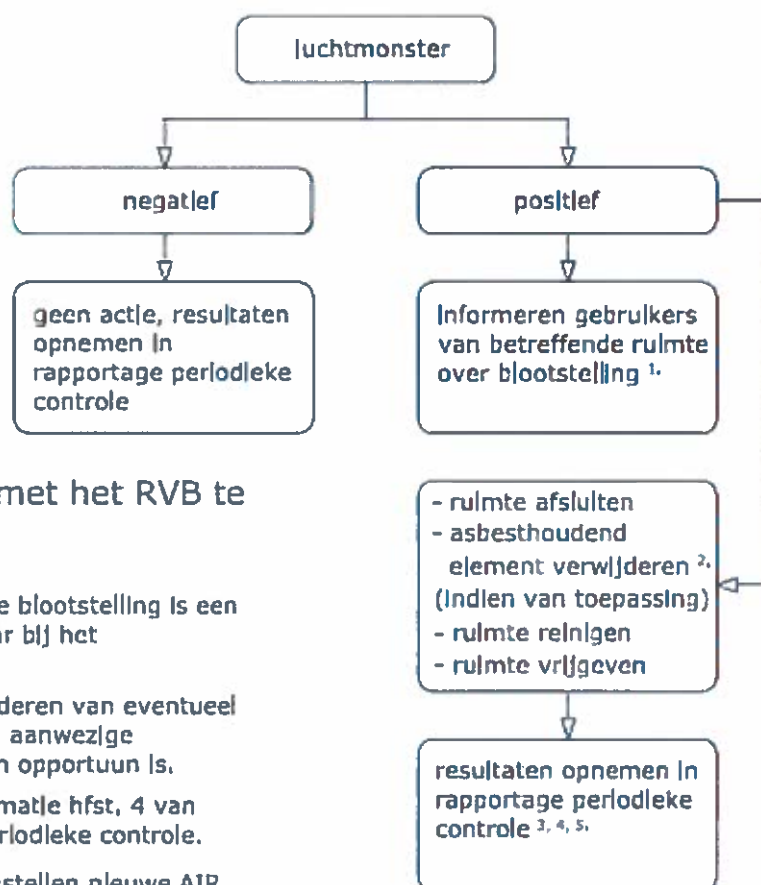 luchtmonster
negatief
positief
geen actie, resultaten
opnemen in
rapportage periodieke
controle
Informeren gebruikers
van betreffende ruimte
over blootstelling 1.
met het RVB te
- ruimte afsluiten
- asbesthoudend
element verwijderen 2.
(indien van toepassing)
- ruimte reinigen
- ruimte vrijgeven
e blootstelling is een
r bij het
deren van eventueel
aanwezige
n opportuun is.
matie hfst. 4 van
riodieke controle.
stellen nieuwe AIR
resultaten opnemen in
rapportage periodieke
controle 3, 4, 5.